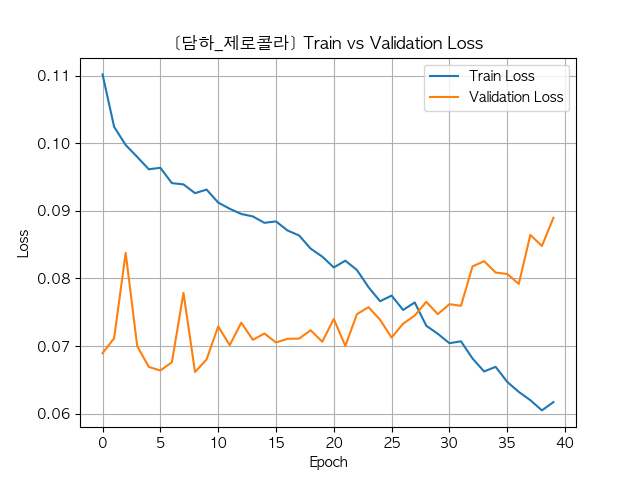 [담하_제로콜라] Train vs Validation Loss
Train Loss
Validation Loss
0.11
0.10
0.09
0.08
0.07
0.06
Loss
0 5 10 15 20 25 30 35 40
Epoch